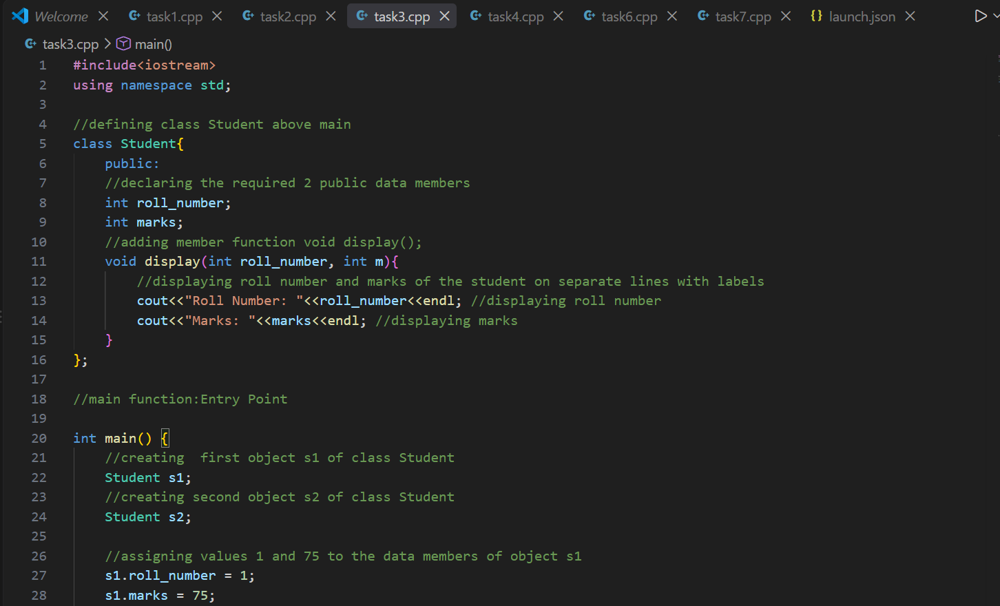 Welcome task1.cpp task2.cpp task3.cpp task4.cpp task6.cpp task7.cpp {} launch.json
task3.cpp > main()
1 #include<iostream>
2 using namespace std;
3
4 //defining class Student above main
5 class Student{
6     public:
7     //declaring the required 2 public data members
8     int roll_number;
9     int marks;
10     //adding member function void display();
11     void display(int roll_number, int m){
12         //displaying roll number and marks of the student on separate lines with labels
13         cout<<"Roll Number: "<<roll_number<<endl; //displaying roll number
14         cout<<"Marks: "<<marks<<endl; //displaying marks
15     }
16 };
17
18 //main function:Entry Point
19
20 int main() {
21     //creating  first object s1 of class Student
22     Student s1;
23     //creating second object s2 of class Student
24     Student s2;
25
26     //assigning values 1 and 75 to the data members of object s1
27     s1.roll_number = 1;
28     s1.marks = 75;